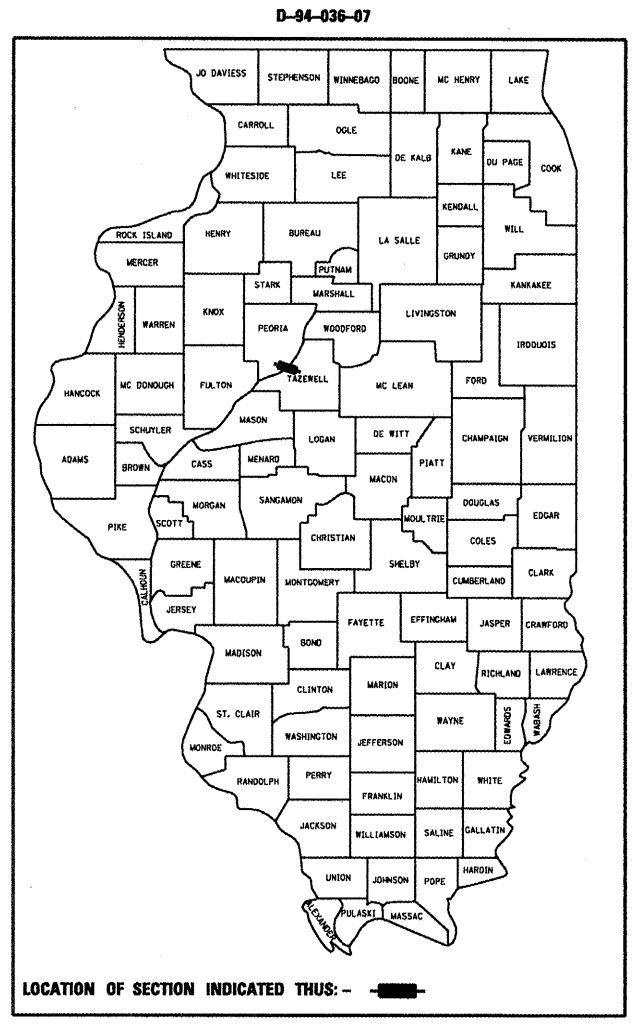 D-94-036-07
JO DAVIESS
STEPHENSON
WINNEBAGO
BOONE
MC HENRY
LAKE
CARROLL
OGLE
DE KALB
KANE
DU PAGE
COOK
WHITESIDE
LEE
KENDALL
WILL
ROCK ISLAND
HENRY
BUREAU
LA SALLE
GRUNDY
MERCER
PUTNAM
KANKAKEE
STARK
MARSHALL
HENDERSON
WARREN
KNOX
PEORIA
WOODFORD
LIVINGSTON
IROQUOIS
HANCOCK
MC DONOUGH
FULTON
TAZEWELL
MC LEAN
FORD
SCHUYLER
MASON
LOGAN
DE WITT
CHAMPAIGN
VERMILION
ADAMS
BROWN
CASS
MENARD
PIATT
MACON
PIKE
SCOTT
MORGAN
SANGAMON
DOUGLAS
EDGAR
MOULTRIE
CHRISTIAN
COLES
CALHOUN
GREENE
MACOUPIN
MONTGOMERY
SHELBY
CUMBERLAND
CLARK
JERSEY
FAYETTE
EFFINGHAM
JASPER
CRAWFORD
MADISON
BOND
CLAY
RICHLAND
LAWRENCE
CLINTON
MARION
ST. CLAIR
WAYNE
EDWARDS
WABASH
MONROE
WASHINGTON
JEFFERSON
RANDOLPH
PERRY
HAMILTON
WHITE
FRANKLIN
JACKSON
WILLIAMSON
SALINE
GALLATIN
UNION
JOHNSON
POPE
HARDIN
ALEXANDER
PULASKI
MASSAC
LOCATION OF SECTION INDICATED THUS: -